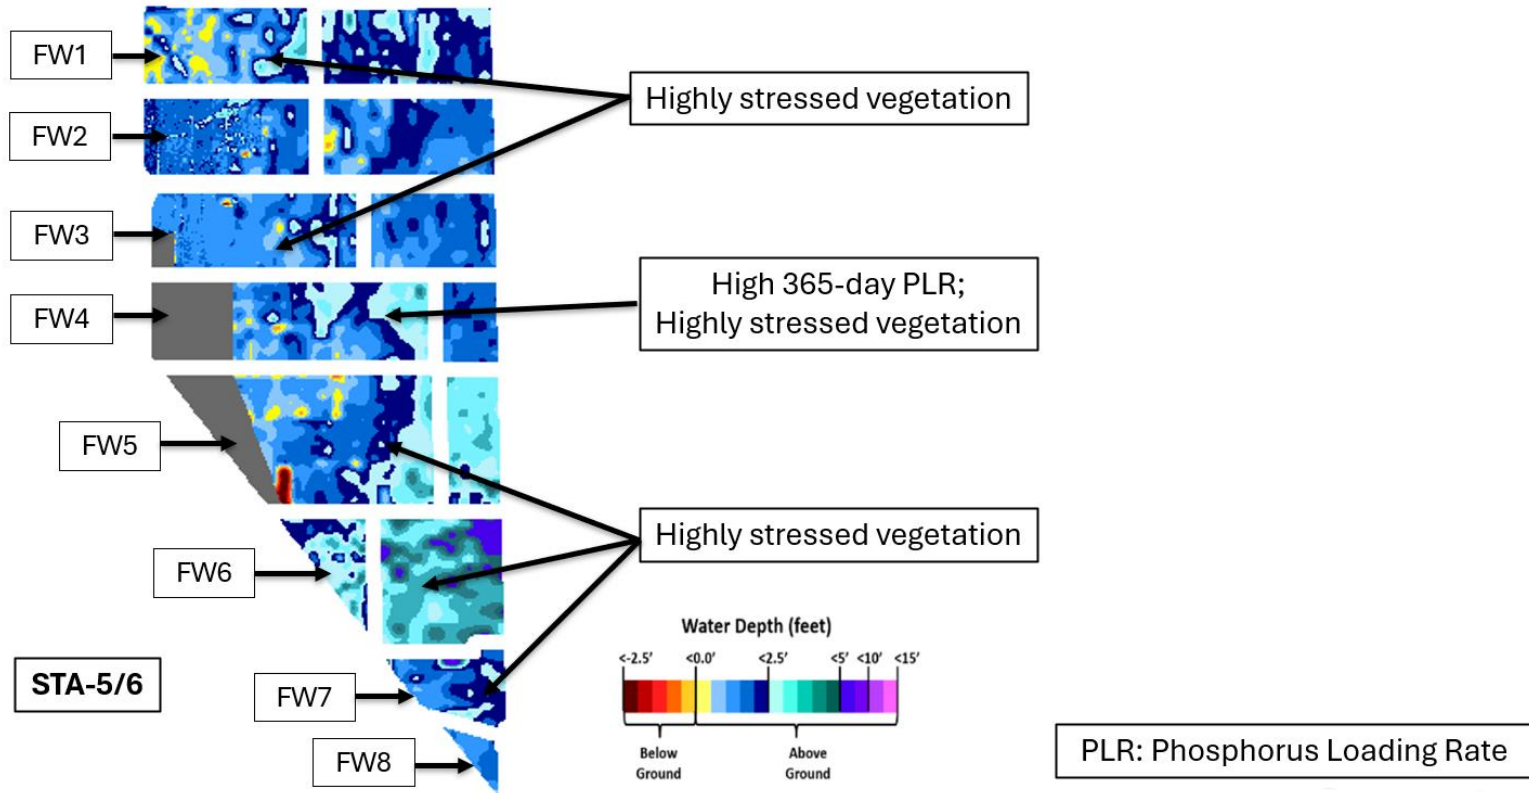 FW1
Highly stressed vegetation
FW2
FW3
High 365-day PLR;
Highly stressed vegetation
FW4
FW5
Highly stressed vegetation
FW6
Water Depth (feet)
<-2.5' <0.0' <2.5' <5' <10' <15'
STA-5/6
FW7
Below
Ground
Above
Ground
FW8
PLR: Phosphorus Loading Rate